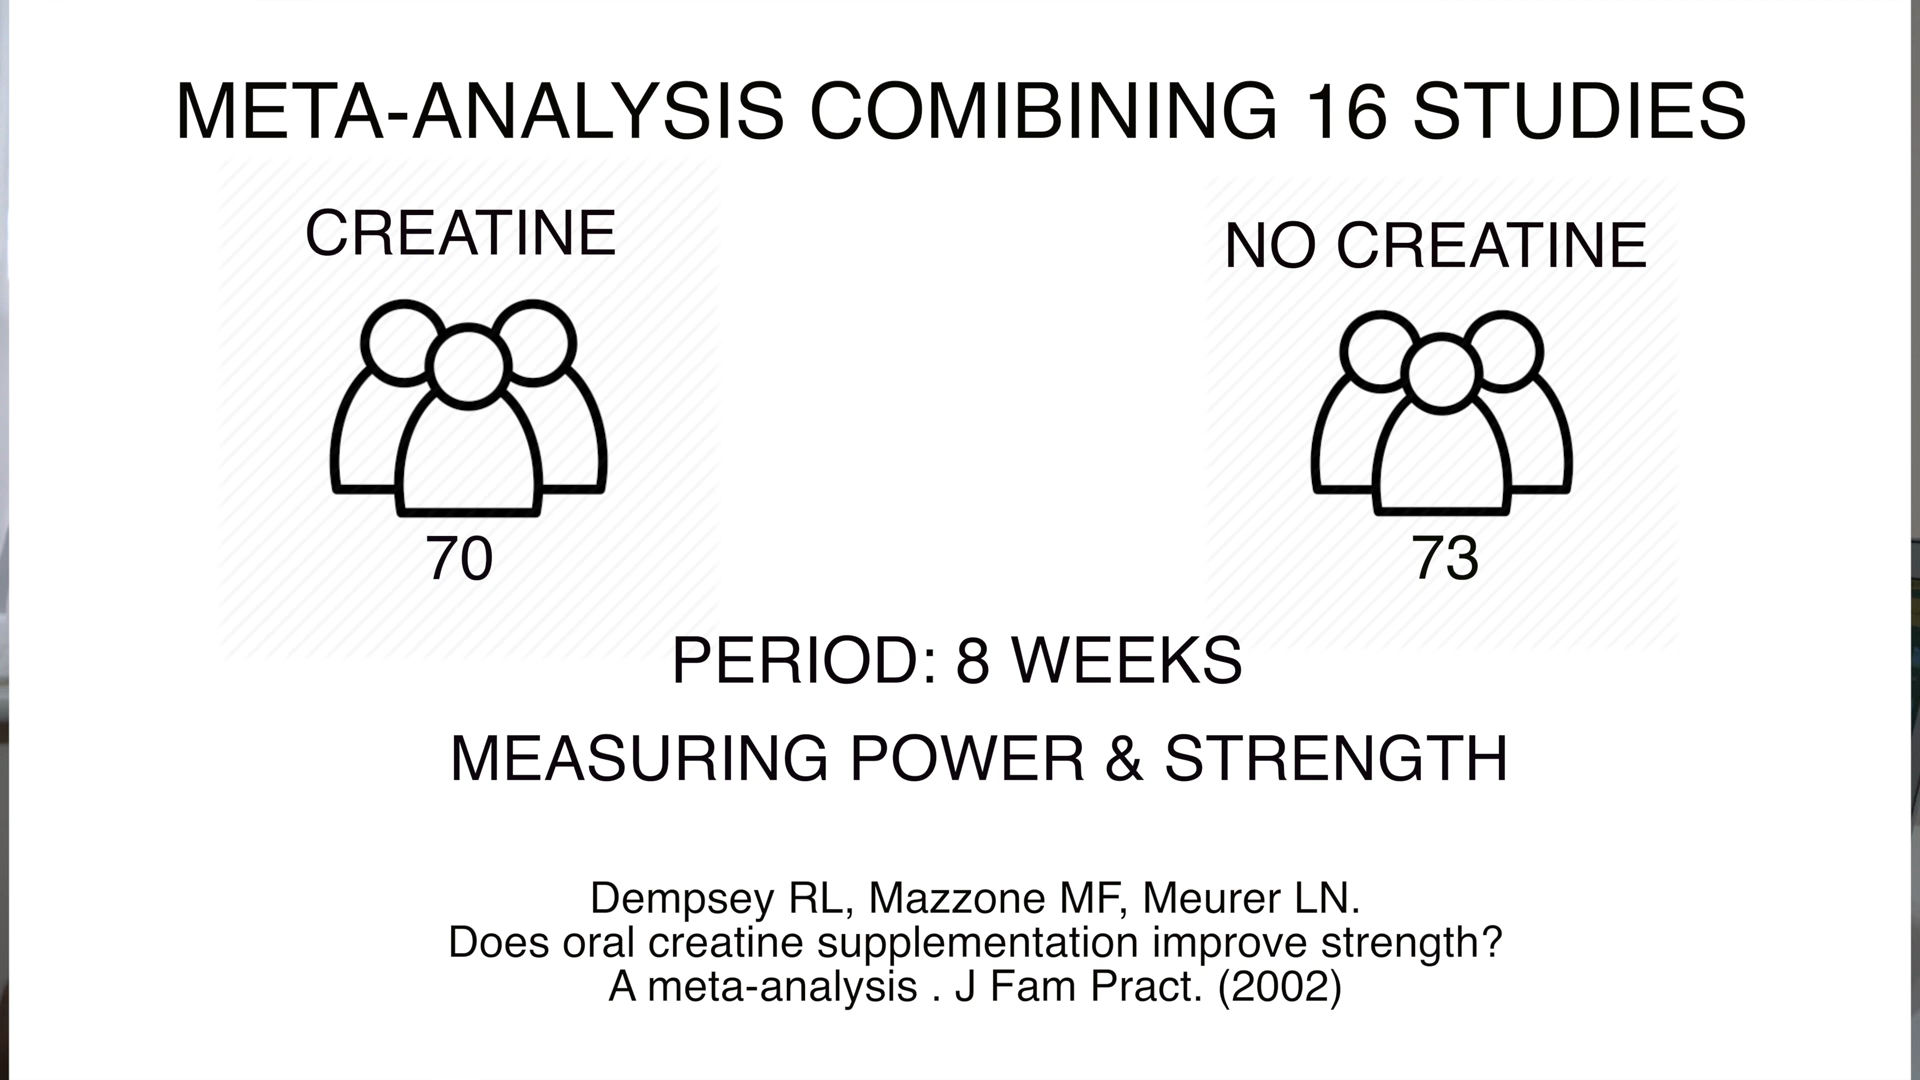 META-ANALYSIS COMIBINING 16 STUDIES
CREATINE
NO CREATINE
70
73
PERIOD: 8 WEEKS
MEASURING POWER & STRENGTH
Dempsey RL, Mazzone MF, Meurer LN.
Does oral creatine supplementation improve strength?
A meta-analysis . J Fam Pract. (2002)